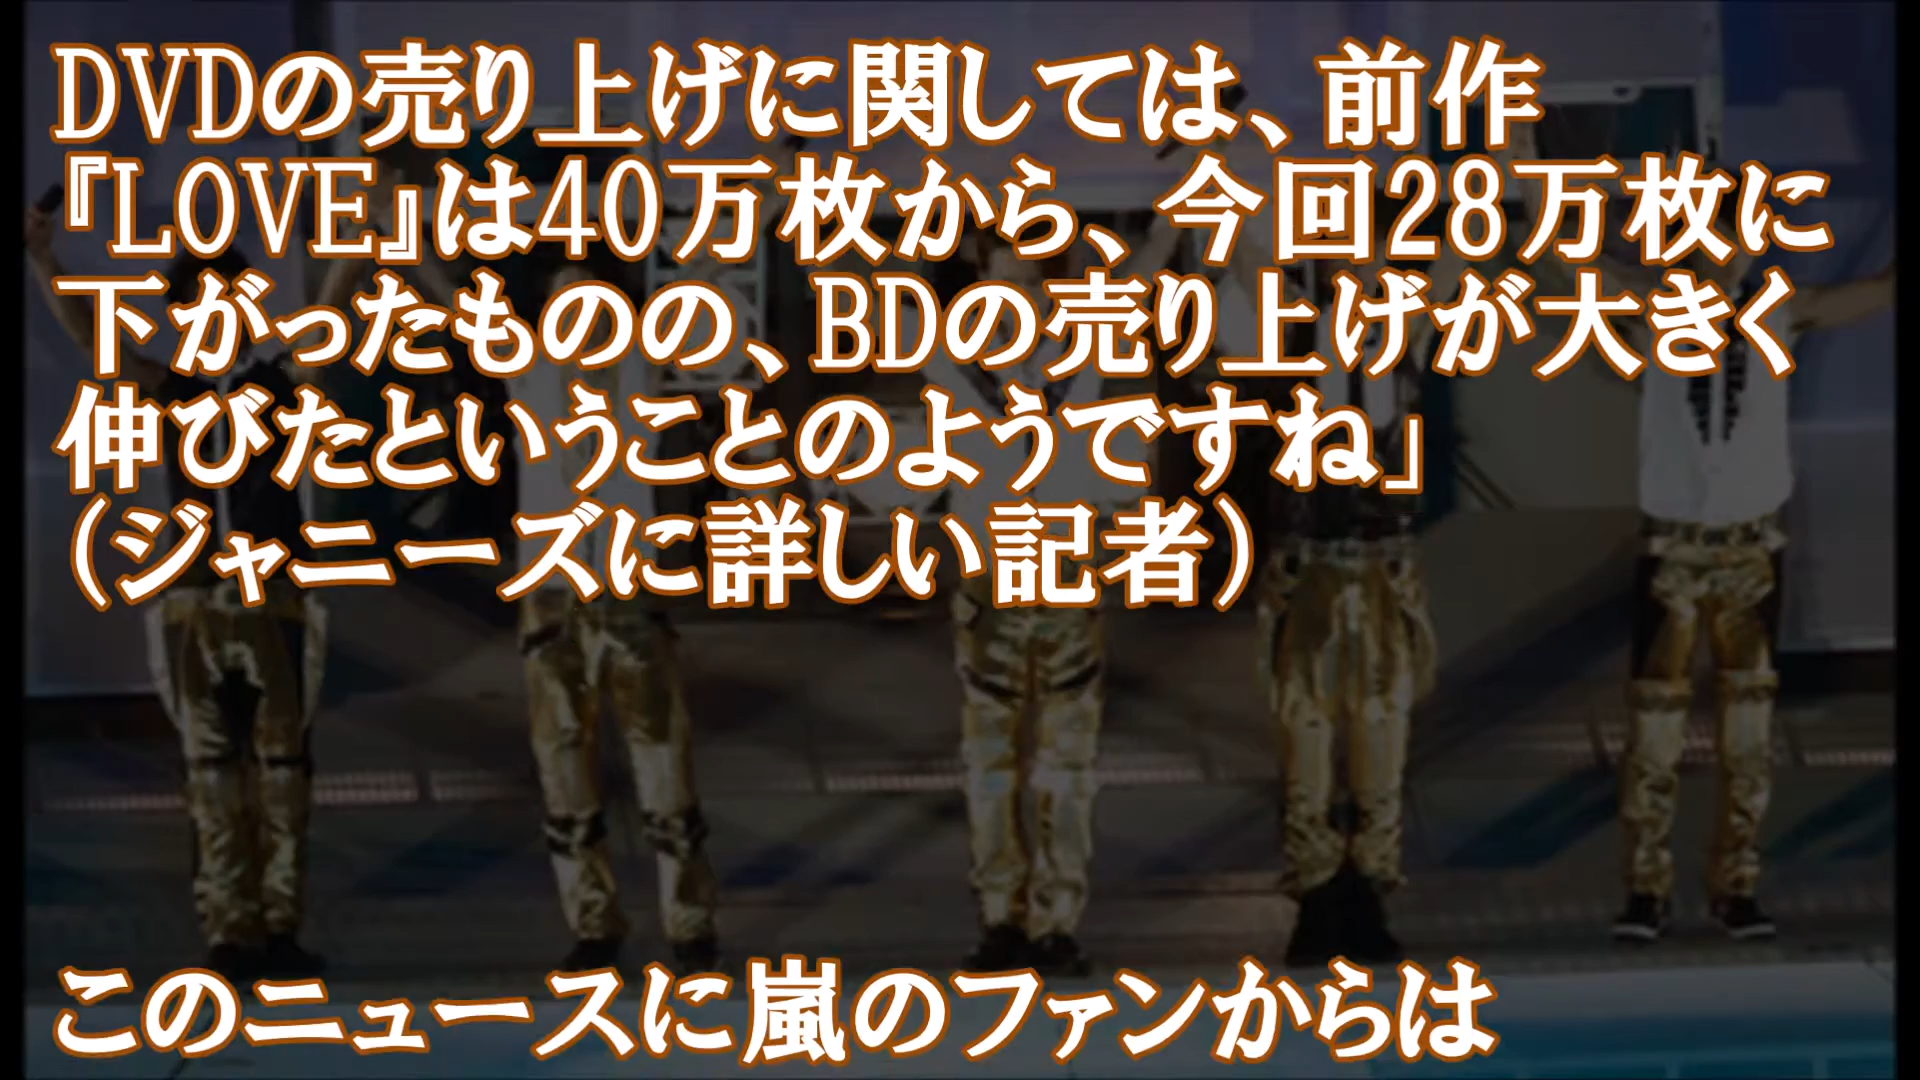 DVDの売り上げに関しては、前作
『LOVE』は40万枚から、今回28万枚に
下がったものの、BDの売り上げが大きく
伸びたということのようですね」
（ジャニーズに詳しい記者）
このニュースに嵐のファンからは